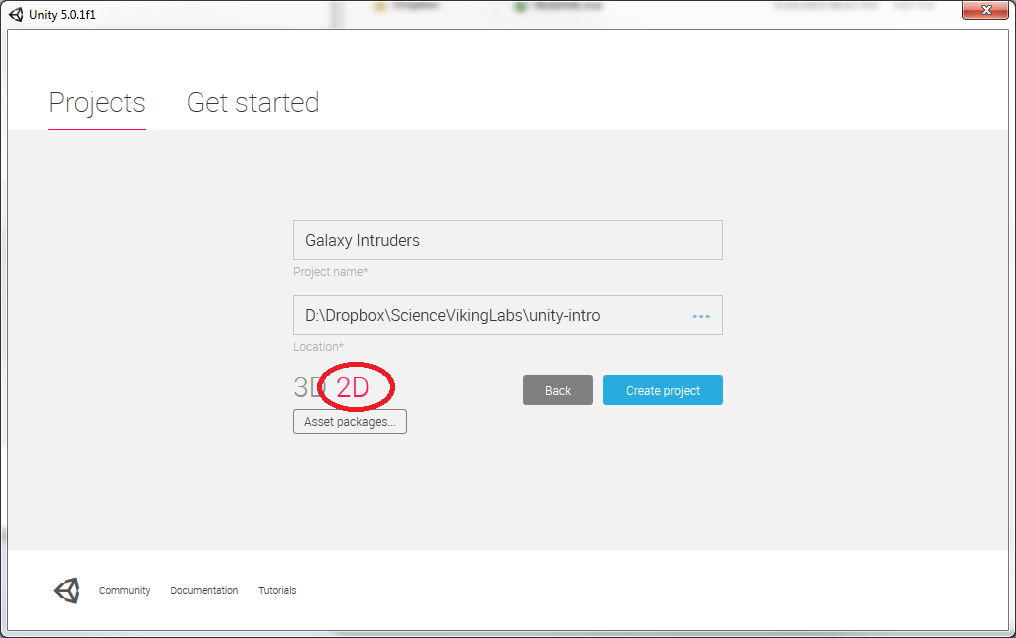 Unity 5.0.1f1
Projects Get started
Galaxy Intruders
Project name*
D:\Dropbox\ScienceVikingLabs\unity-intro ...
Location*
3D 2D Back Create project
Asset packages...
Community Documentation Tutorials